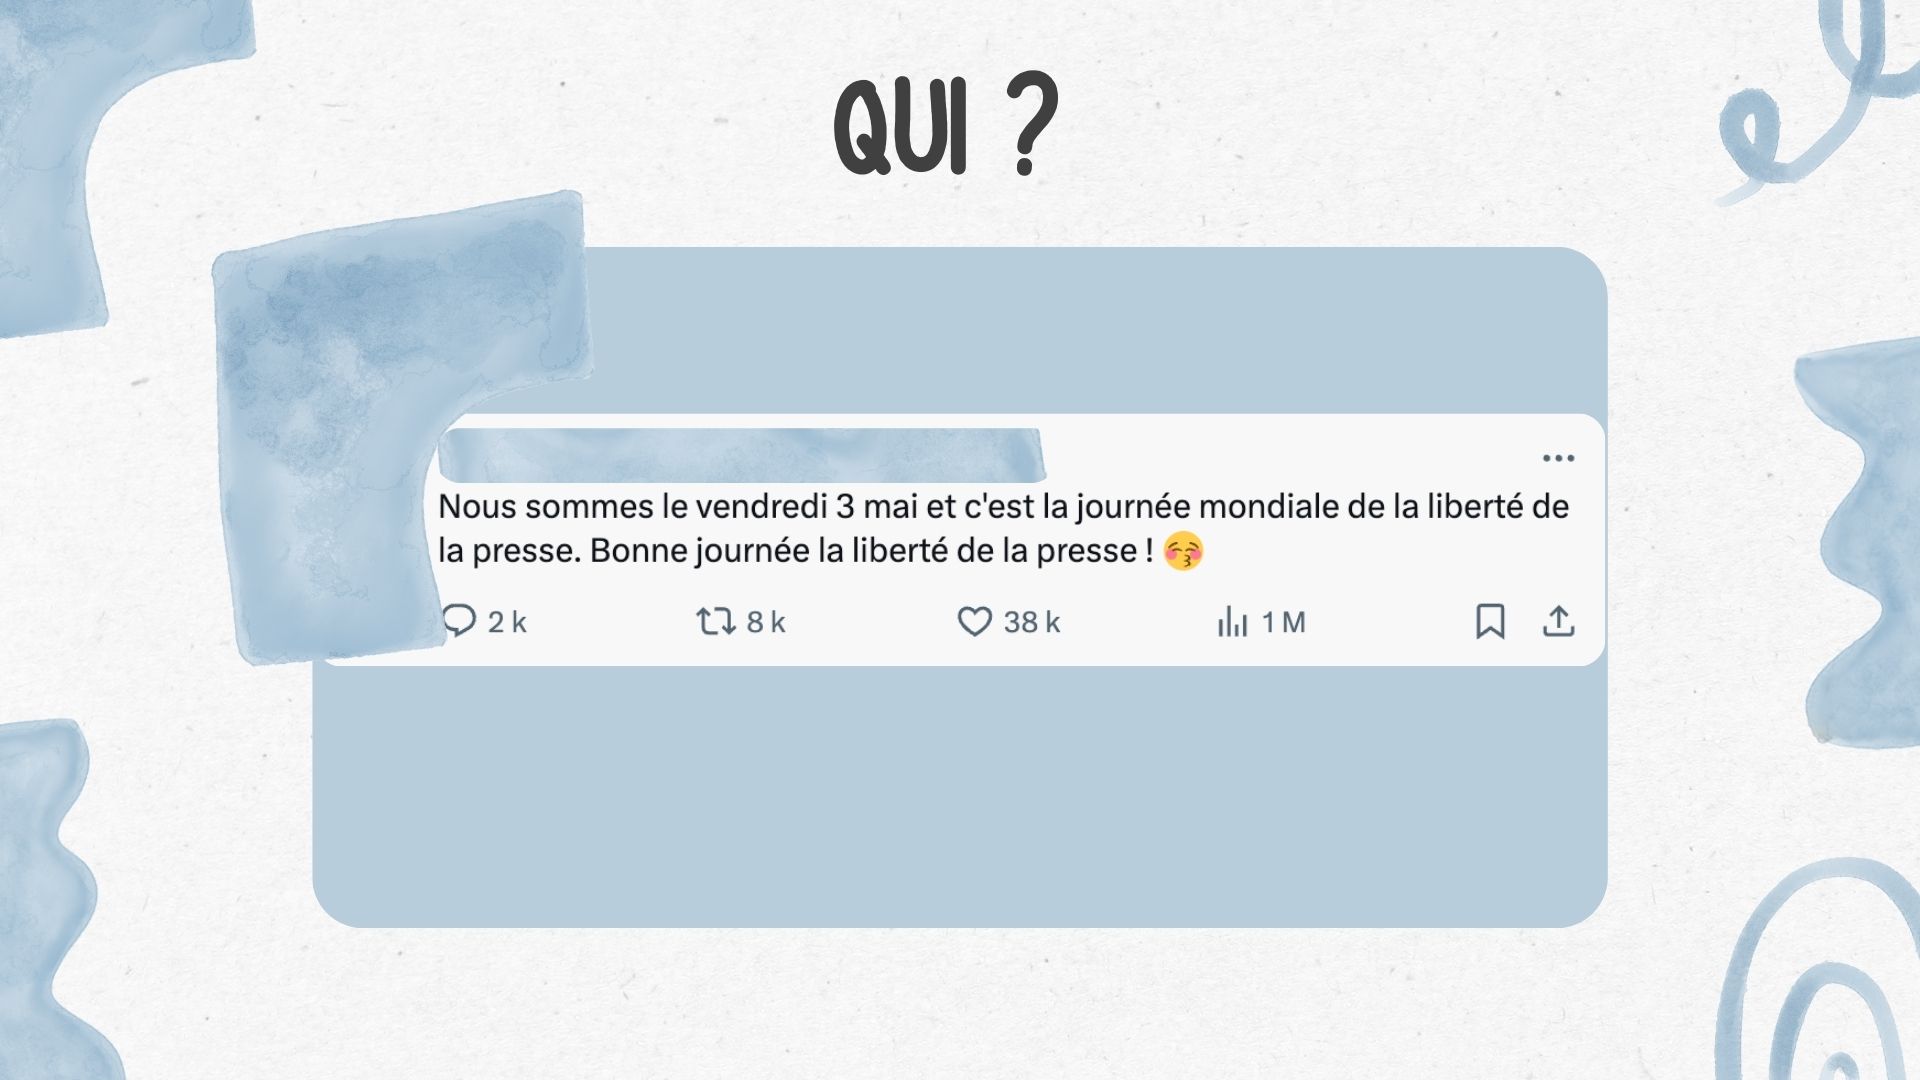 QUI ?
Nous sommes le vendredi 3 mai et c'est la journée mondiale de la liberté de
la presse. Bonne journée la liberté de la presse ! 😚
2 k 8 k 38 k 1 M